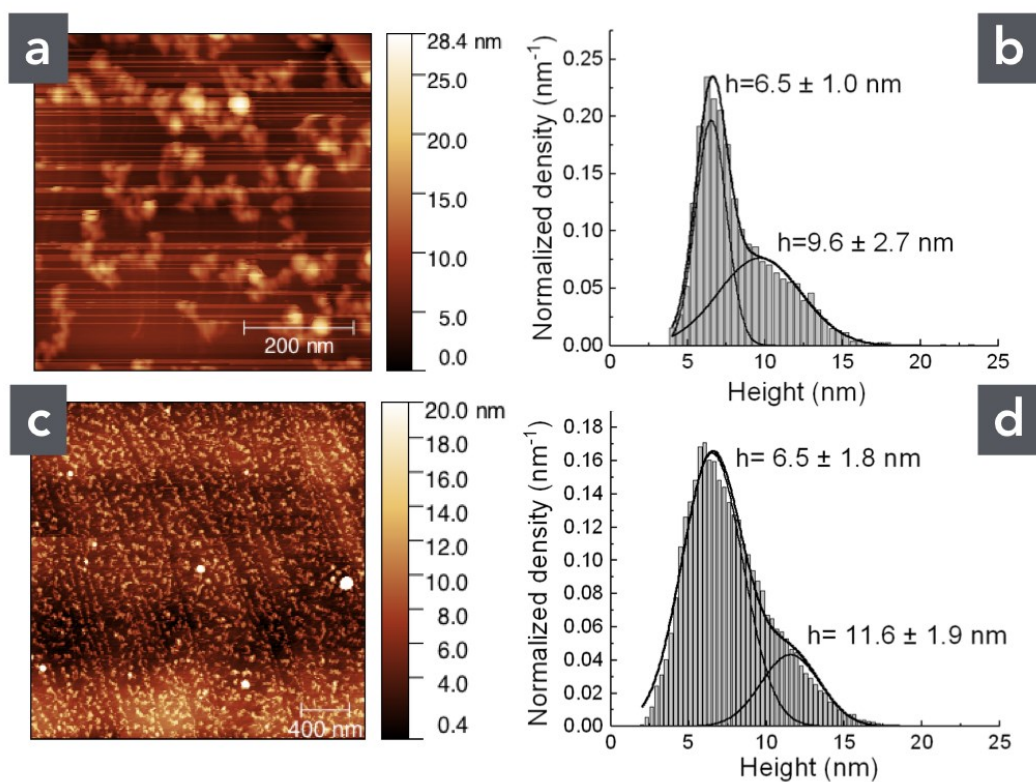 a
28.4 nm
25.0
20.0
15.0
10.0
5.0
0.0
200 nm
b
Normalized density (nm⁻¹)
0.25
0.20
0.15
0.10
0.05
0.00
h=6.5 ± 1.0 nm
h=9.6 ± 2.7 nm
0 5 10 15 20 25
Height (nm)
c
20.0 nm
18.0
16.0
14.0
12.0
10.0
8.0
6.0
4.0
2.0
0.4
400 nm
d
Normalized density (nm⁻¹)
0.18
0.16
0.14
0.12
0.10
0.08
0.06
0.04
0.02
0.00
h= 6.5 ± 1.8 nm
h= 11.6 ± 1.9 nm
0 5 10 15 20 25
Height (nm)